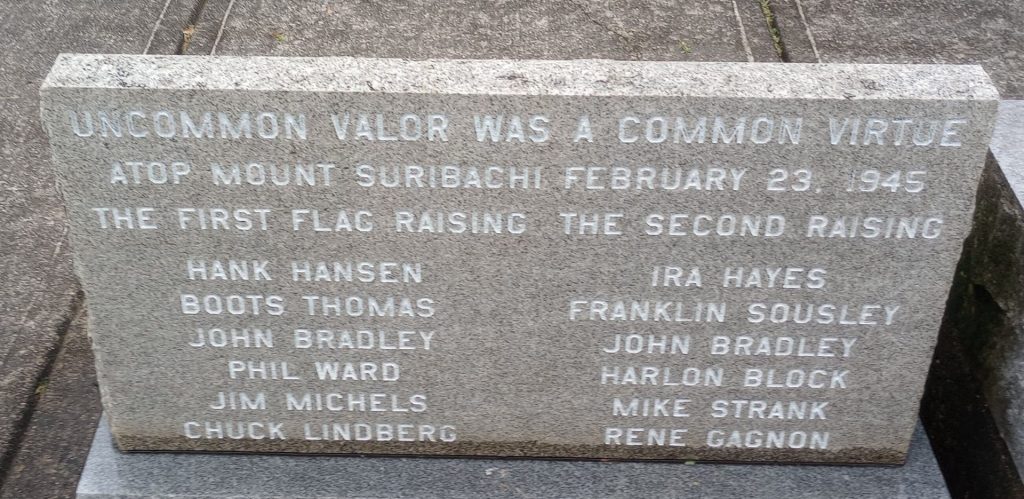 UNCOMMON VALOR WAS A COMMON VIRTUE
ATOP MOUNT SURIBACHI FEBRUARY 23, 1945
THE FIRST FLAG RAISING
HANK HANSEN
BOOTS THOMAS
JOHN BRADLEY
PHIL WARD
JIM MICHELS
CHUCK LINDBERG
THE SECOND RAISING
IRA HAYES
FRANKLIN SOUSLEY
JOHN BRADLEY
HARLON BLOCK
MIKE STRANK
RENE GAGNON